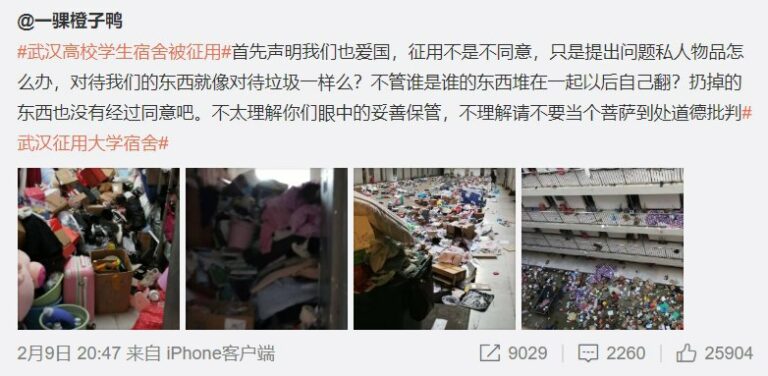 @一骒橙子鸭
#武汉高校学生宿舍被征用#首先声明我们也爱国，征用不是不同意，只是提出问题私人物品怎
么办，对待我们的东西就像对待垃圾一样么？不管谁是谁的东西堆在一起以后自己翻？扔掉的
东西也没有经过同意吧。不太理解你们眼中的妥善保管，不理解请不要当个菩萨到处道德批判#
武汉征用大学宿舍#
2月9日 20:47 来自 iPhone客户端 9029 2260 25904